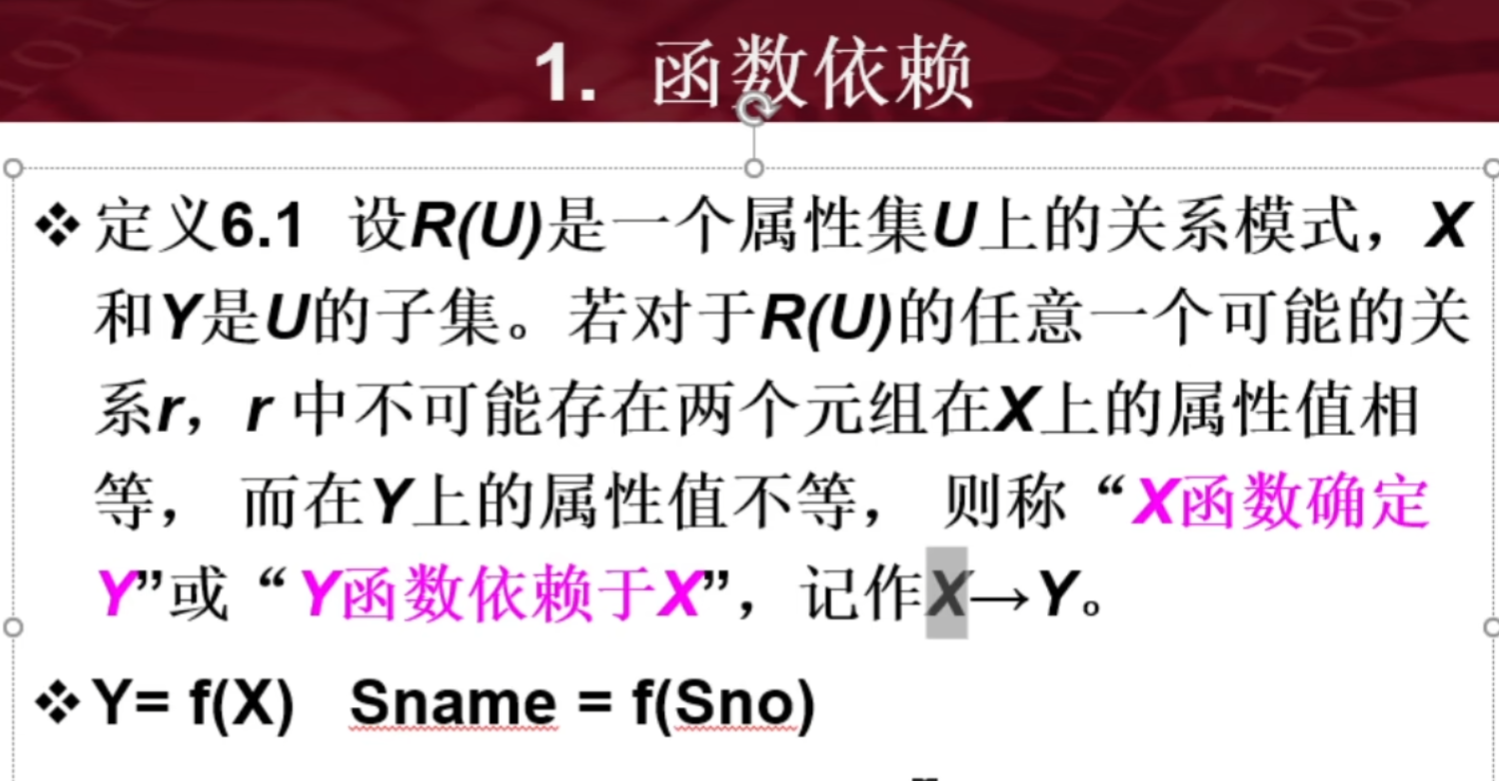 1. 函数依赖
❖定义6.1 设R(U)是一个属性集U上的关系模式，X
和Y是U的子集。若对于R(U)的任意一个可能的关
系r，r 中不可能存在两个元组在X上的属性值相
等， 而在Y上的属性值不等， 则称“X函数确定
Y”或“Y函数依赖于X”，记作X→Y。
❖Y= f(X) Sname = f(Sno)